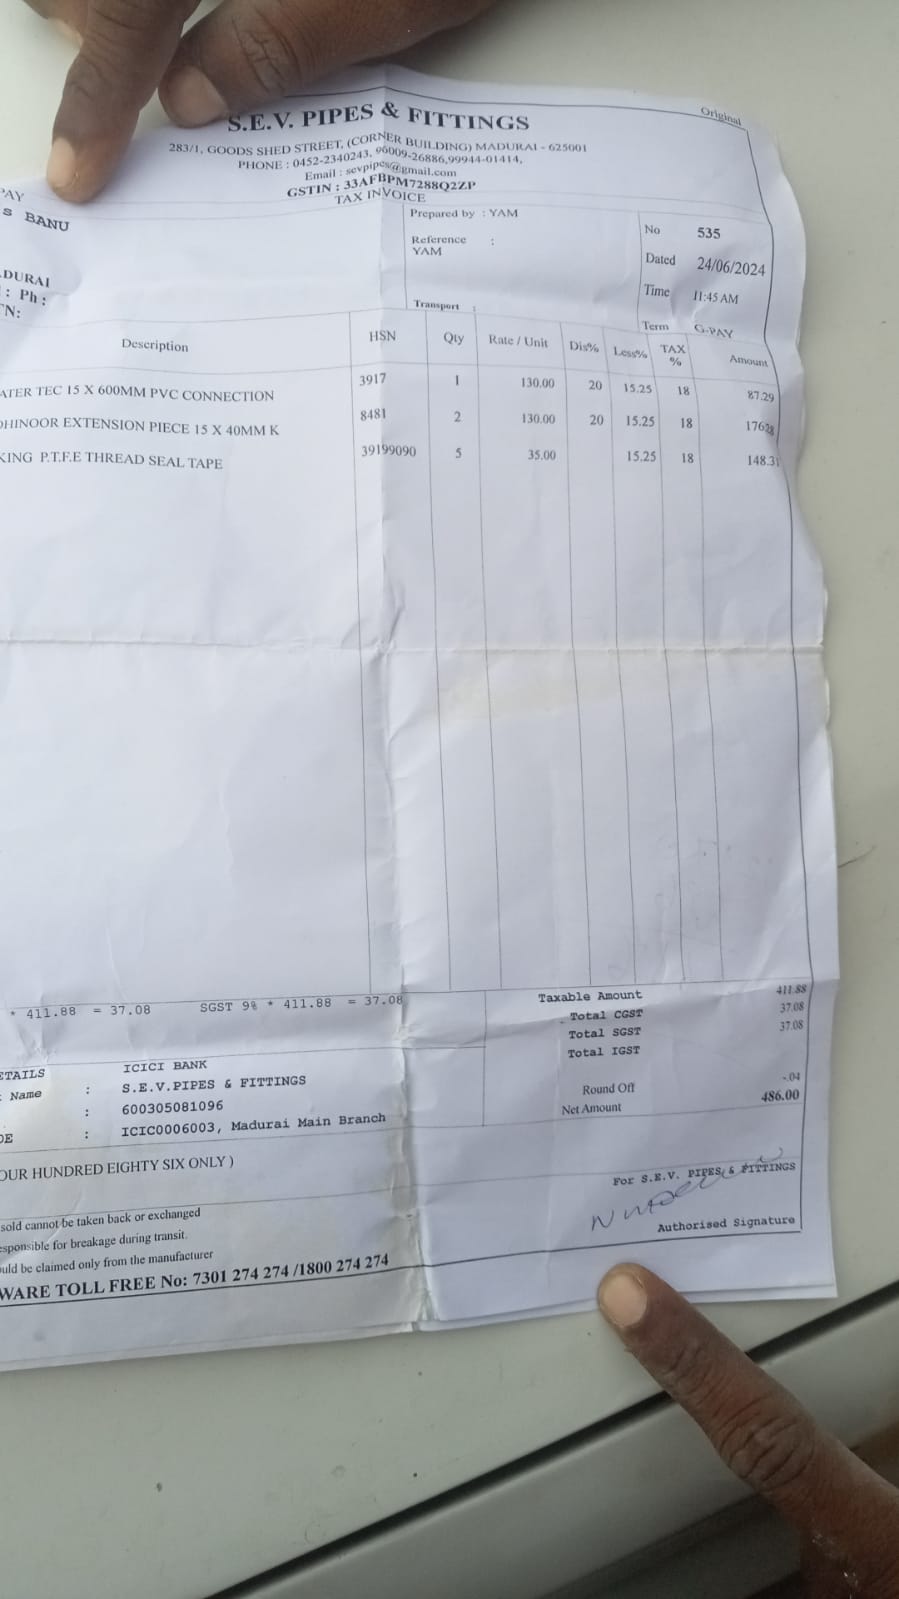 Original
S.E.V. PIPES & FITTINGS
283/1, GOODS SHED STREET, (CORNER BUILDING) MADURAI - 625001
PHONE : 0452-2340243, 96009-26886,99944-01414,
Email : sevpipes@gmail.com
GSTIN : 33AFBPM7288Q2ZP
TAX INVOICE
PAY
S BANU
DURAI
: Ph :
TN:
Prepared by : YAM
Reference :
YAM
Transport :
No 535
Dated 24/06/2024
Time 11:45 AM
Term G-PAY
Description HSN Qty Rate / Unit Dis% Less% TAX % Amount
ATER TEC 15 X 600MM PVC CONNECTION 3917 1 130.00 20 15.25 18 87.29
OHINOOR EXTENSION PIECE 15 X 40MM K 8481 2 130.00 20 15.25 18 176.28
KING P.T.F.E THREAD SEAL TAPE 39199090 5 35.00 15.25 18 148.31
* 411.88 = 37.08 SGST 9% * 411.88 = 37.08
Taxable Amount 411.88
Total CGST 37.08
Total SGST 37.08
Total IGST
Round Off -.04
Net Amount 486.00
ETAILS ICICI BANK
Name : S.E.V.PIPES & FITTINGS
: 600305081096
DE : ICIC0006003, Madurai Main Branch
OUR HUNDRED EIGHTY SIX ONLY )
sold cannot be taken back or exchanged
esponsible for breakage during transit.
uld be claimed only from the manufacturer
WARE TOLL FREE No: 7301 274 274 /1800 274 274
For S.E.V. PIPES & FITTINGS
Authorised Signature